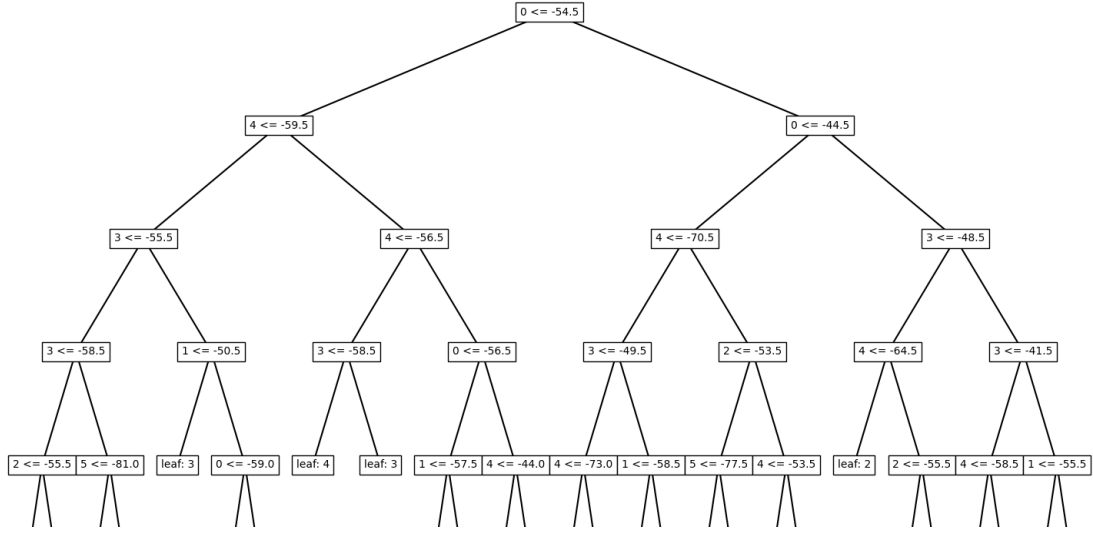 0 <= -54.5
4 <= -59.5
0 <= -44.5
3 <= -55.5
4 <= -56.5
4 <= -70.5
3 <= -48.5
3 <= -58.5
1 <= -50.5
3 <= -58.5
0 <= -56.5
3 <= -49.5
2 <= -53.5
4 <= -64.5
3 <= -41.5
2 <= -55.5
5 <= -81.0
leaf: 3
0 <= -59.0
leaf: 4
leaf: 3
1 <= -57.5
4 <= -44.0
4 <= -73.0
1 <= -58.5
5 <= -77.5
4 <= -53.5
leaf: 2
2 <= -55.5
4 <= -58.5
1 <= -55.5